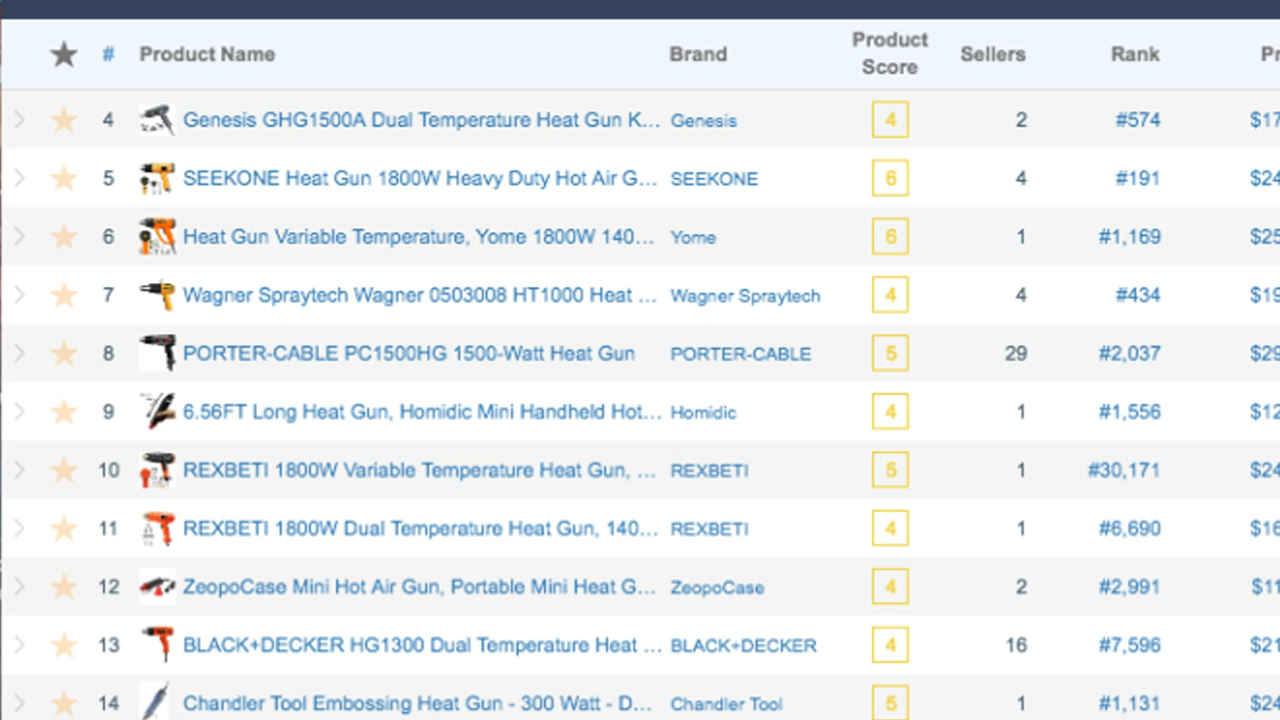 # Product Name Brand Product Score Sellers Rank Pr
4 Genesis GHG1500A Dual Temperature Heat Gun K... Genesis 4 2 #574 $17
5 SEEKONE Heat Gun 1800W Heavy Duty Hot Air G... SEEKONE 6 4 #191 $24
6 Heat Gun Variable Temperature, Yome 1800W 140... Yome 6 1 #1,169 $25
7 Wagner Spraytech Wagner 0503008 HT1000 Heat ... Wagner Spraytech 4 4 #434 $19
8 PORTER-CABLE PC1500HG 1500-Watt Heat Gun PORTER-CABLE 5 29 #2,037 $29
9 6.56FT Long Heat Gun, Homidic Mini Handheld Hot... Homidic 4 1 #1,556 $12
10 REXBETI 1800W Variable Temperature Heat Gun, ... REXBETI 5 1 #30,171 $24
11 REXBETI 1800W Dual Temperature Heat Gun, 140... REXBETI 4 1 #6,690 $16
12 ZeopoCase Mini Hot Air Gun, Portable Mini Heat G... ZeopoCase 4 2 #2,991 $11
13 BLACK+DECKER HG1300 Dual Temperature Heat ... BLACK+DECKER 4 16 #7,596 $21
14 Chandler Tool Embossing Heat Gun - 300 Watt - D... Chandler Tool 5 1 #1,131 $24